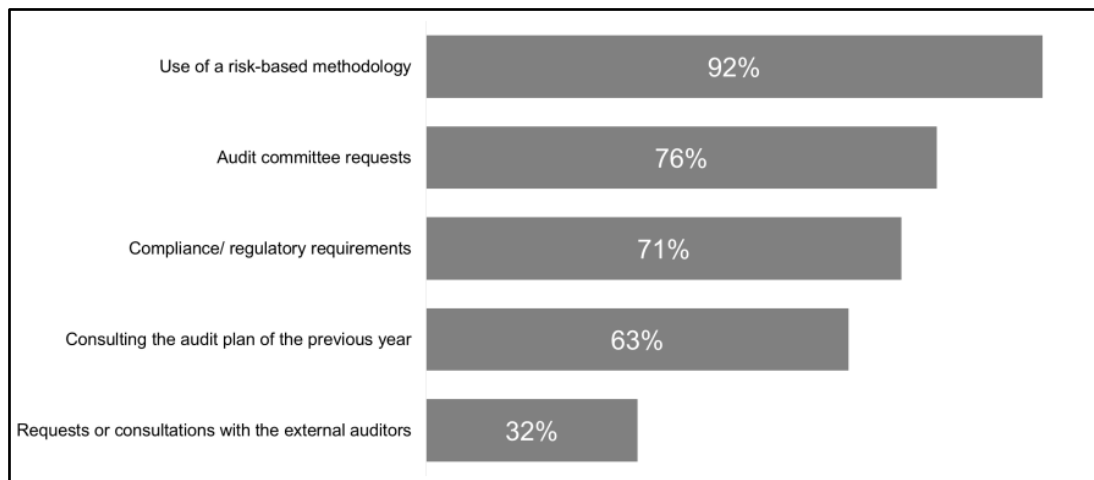 Use of a risk-based methodology
92%
Audit committee requests
76%
Compliance/ regulatory requirements
71%
Consulting the audit plan of the previous year
63%
Requests or consultations with the external auditors
32%